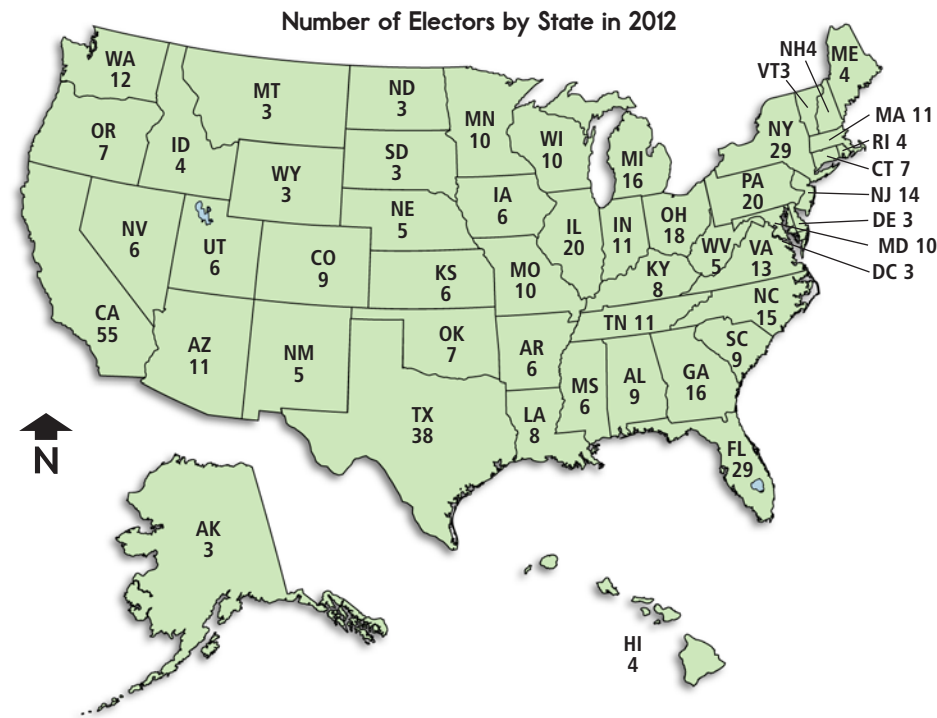 Number of Electors by State in 2012
WA
12
OR
7
CA
55
ID
4
NV
6
UT
6
AZ
11
MT
3
WY
3
CO
9
NM
5
ND
3
SD
3
NE
5
KS
6
OK
7
TX
38
MN
10
IA
6
MO
10
AR
6
LA
8
WI
10
IL
20
MS
6
MI
16
IN
11
KY
8
TN 11
AL
9
OH
18
WV
5
GA
16
FL
29
SC
9
NC
15
VA
13
PA
20
NY
29
VT3
NH4
ME
4
MA 11
RI 4
CT 7
NJ 14
DE 3
MD 10
DC 3
N
AK
3
HI
4